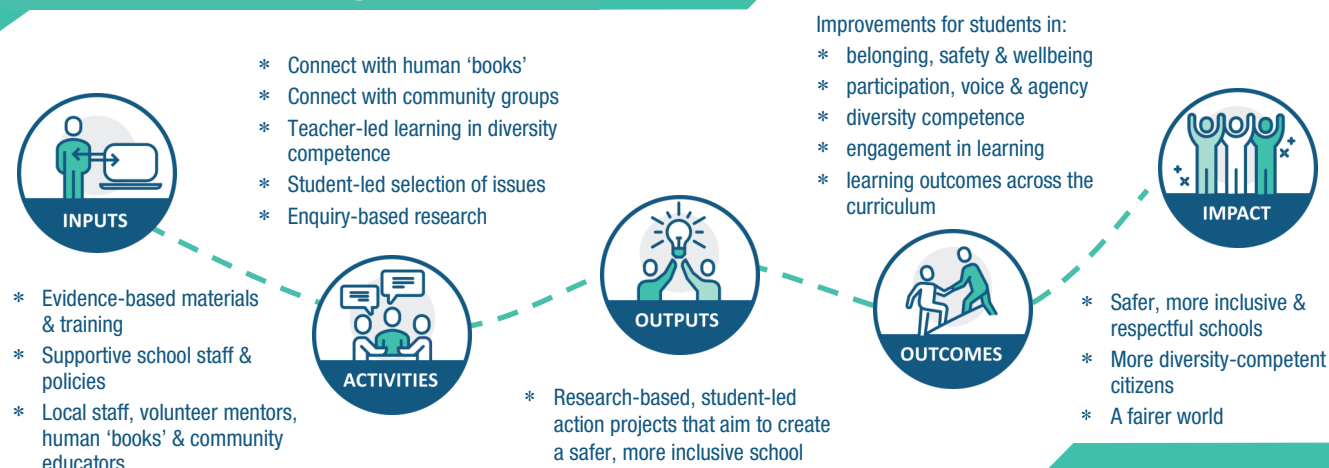 INPUTS
* Evidence-based materials
& training
* Supportive school staff &
policies
* Local staff, volunteer mentors,
human ‘books’ & community
educators
* Connect with human ‘books’
* Connect with community groups
* Teacher-led learning in diversity
competence
* Student-led selection of issues
* Enquiry-based research
ACTIVITIES
OUTPUTS
* Research-based, student-led
action projects that aim to create
a safer, more inclusive school
Improvements for students in:
* belonging, safety & wellbeing
* participation, voice & agency
* diversity competence
* engagement in learning
* learning outcomes across the
curriculum
OUTCOMES
IMPACT
* Safer, more inclusive &
respectful schools
* More diversity-competent
citizens
* A fairer world